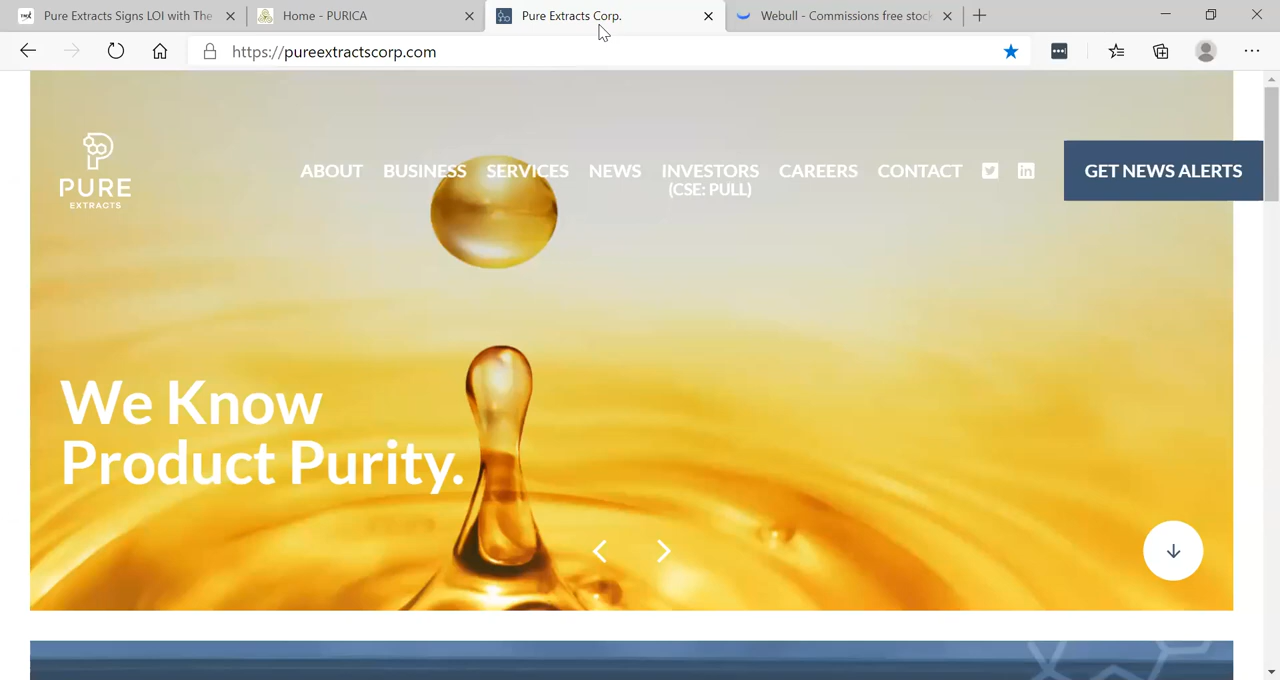 Pure Extracts Signs LOI with The
Home - PURICA
Pure Extracts Corp.
Webull - Commissions free stock
https://pureextractscorp.com
PURE
EXTRACTS
ABOUT
BUSINESS
SERVICES
NEWS
INVESTORS
(CSE: PULL)
CAREERS
CONTACT
GET NEWS ALERTS
We Know
Product Purity.